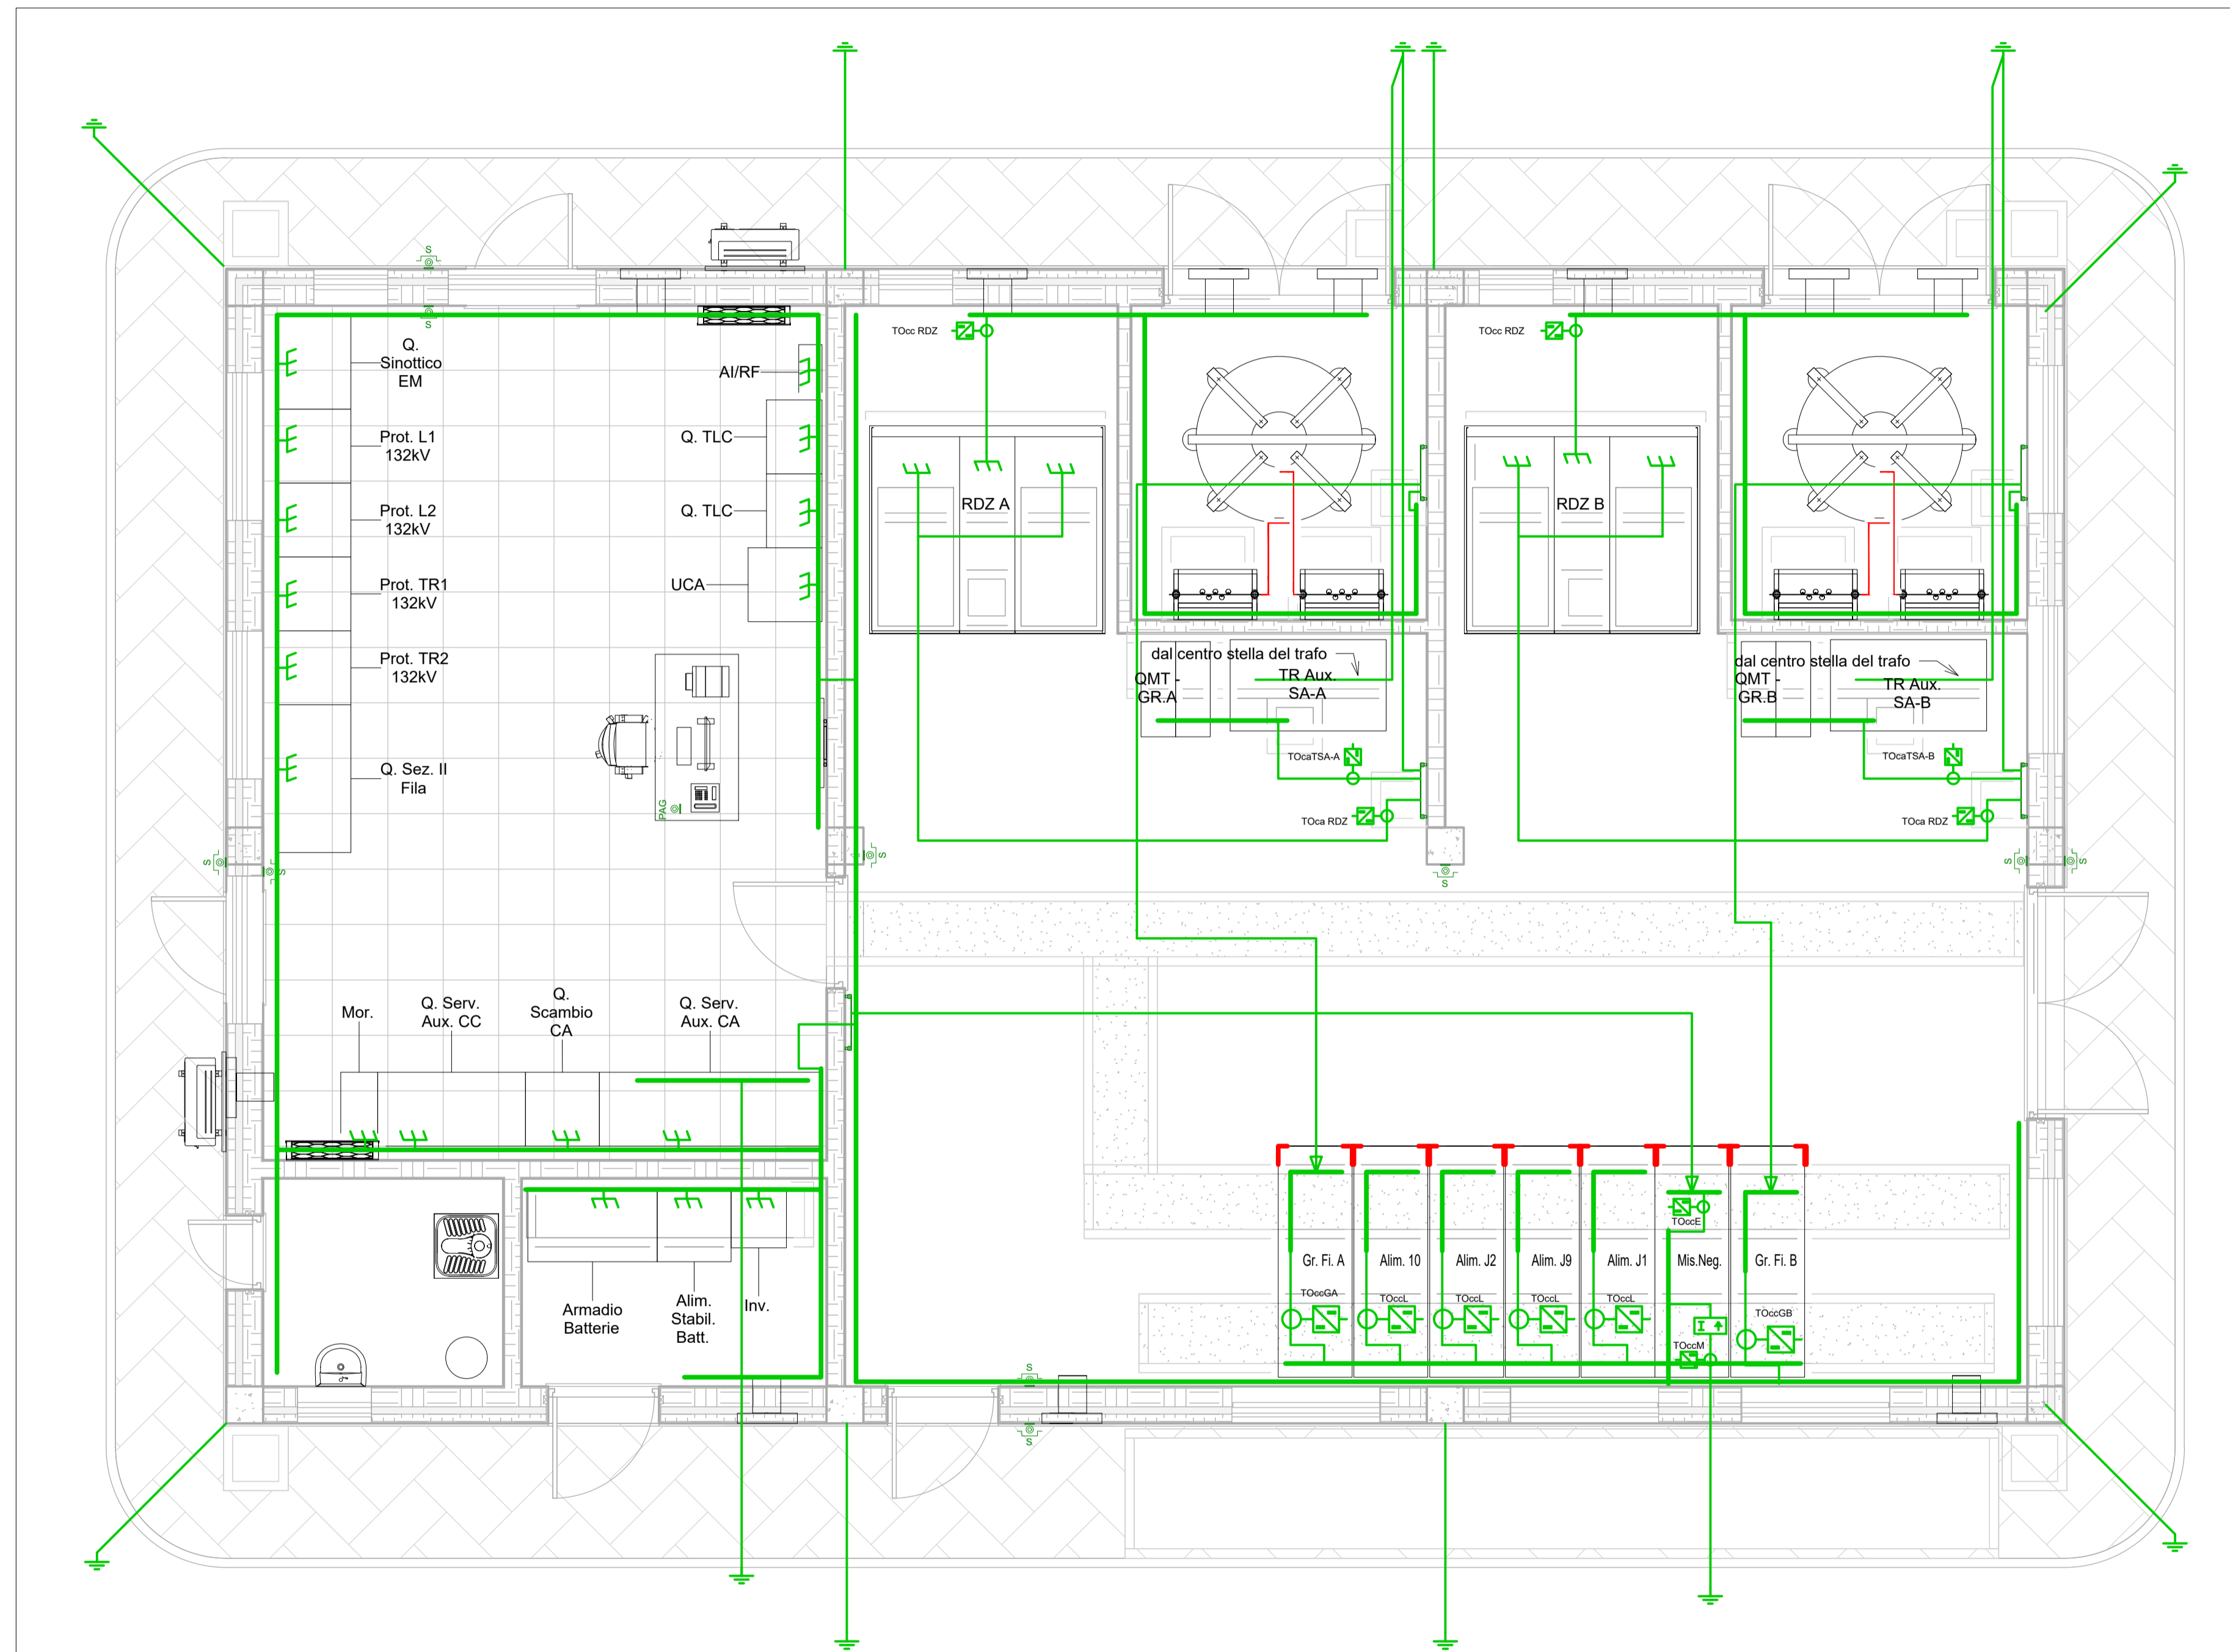 S
S
TOcc RDZ
TOcc RDZ
Q.
Sinottico
EM
AI/RF
Prot. L1
132kV
Q. TLC
Prot. L2
132kV
Q. TLC
RDZ A
RDZ B
Prot. TR1
132kV
UCA
Prot. TR2
132kV
dal centro stella del trafo
QMT -
GR.A
TR Aux.
SA-A
dal centro stella del trafo
QMT -
GR.B
TR Aux.
SA-B
Q. Sez. II
Fila
TOcaTSA-A
TOcaTSA-B
PAG
TOca RDZ
TOca RDZ
S
S
S
S
S
S
Mor.
Q. Serv.
Aux. CC
Q.
Scambio
CA
Q. Serv.
Aux. CA
TOccE
Gr. Fi. A
Alim. 10
Alim. J2
Alim. J9
Alim. J1
Mis.Neg.
Gr. Fi. B
Armadio
Batterie
Alim.
Stabil.
Batt.
Inv.
TOccGA
TOccL
TOccL
TOccL
TOccL
TOccGB
I
TOccM
S
S